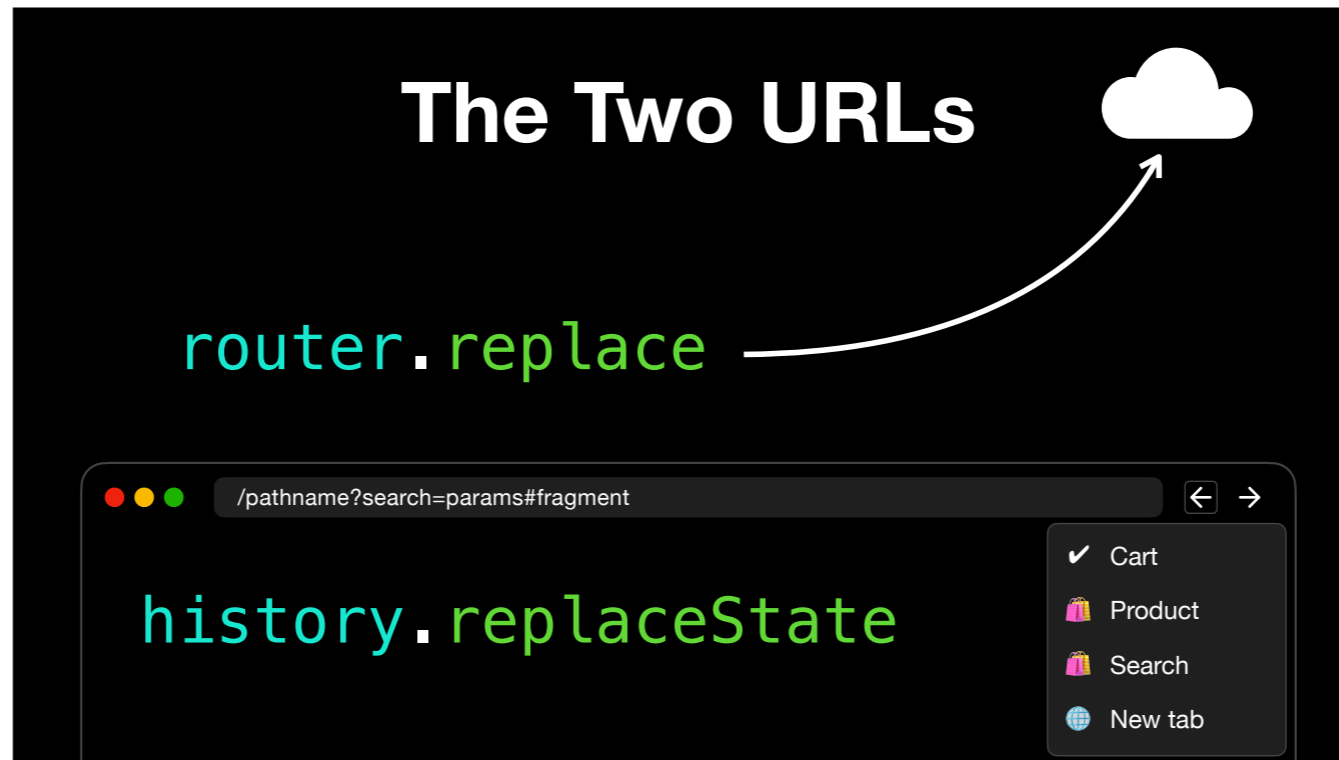 The Two URLs
router.replace
/pathname?search=params#fragment
history.replaceState
✔ Cart
Product
Search
New tab